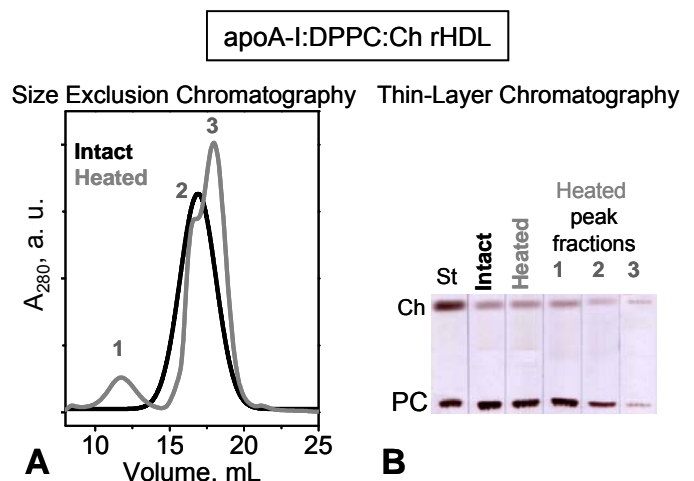 apoA-I:DPPC:Ch rHDL
Size Exclusion Chromatography
Intact
Heated
1
2
3
A280, a. u.
10 15 20 25
Volume, mL
A
Thin-Layer Chromatography
Heated
peak
fractions
St Intact Heated 1 2 3
Ch
PC
B